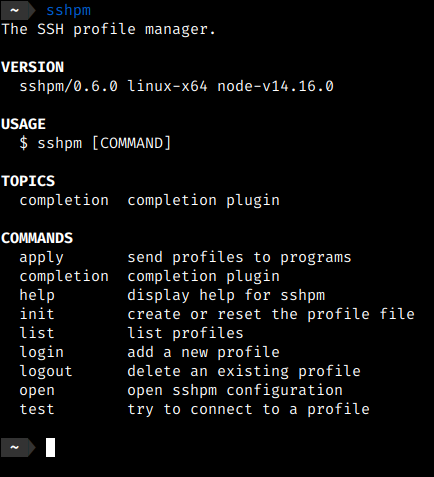 ~ sshpm
The SSH profile manager.
VERSION
sshpm/0.6.0 linux-x64 node-v14.16.0
USAGE
$ sshpm [COMMAND]
TOPICS
completion  completion plugin
COMMANDS
apply       send profiles to programs
completion  completion plugin
help        display help for sshpm
init        create or reset the profile file
list        list profiles
login       add a new profile
logout      delete an existing profile
open        open sshpm configuration
test        try to connect to a profile
~